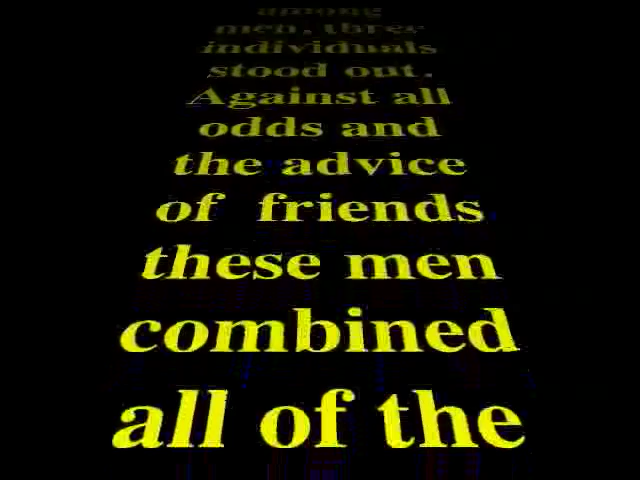 among
men, three
individuals
stood out.
Against all
odds and
the advice
of friends
these men
combined
all of the